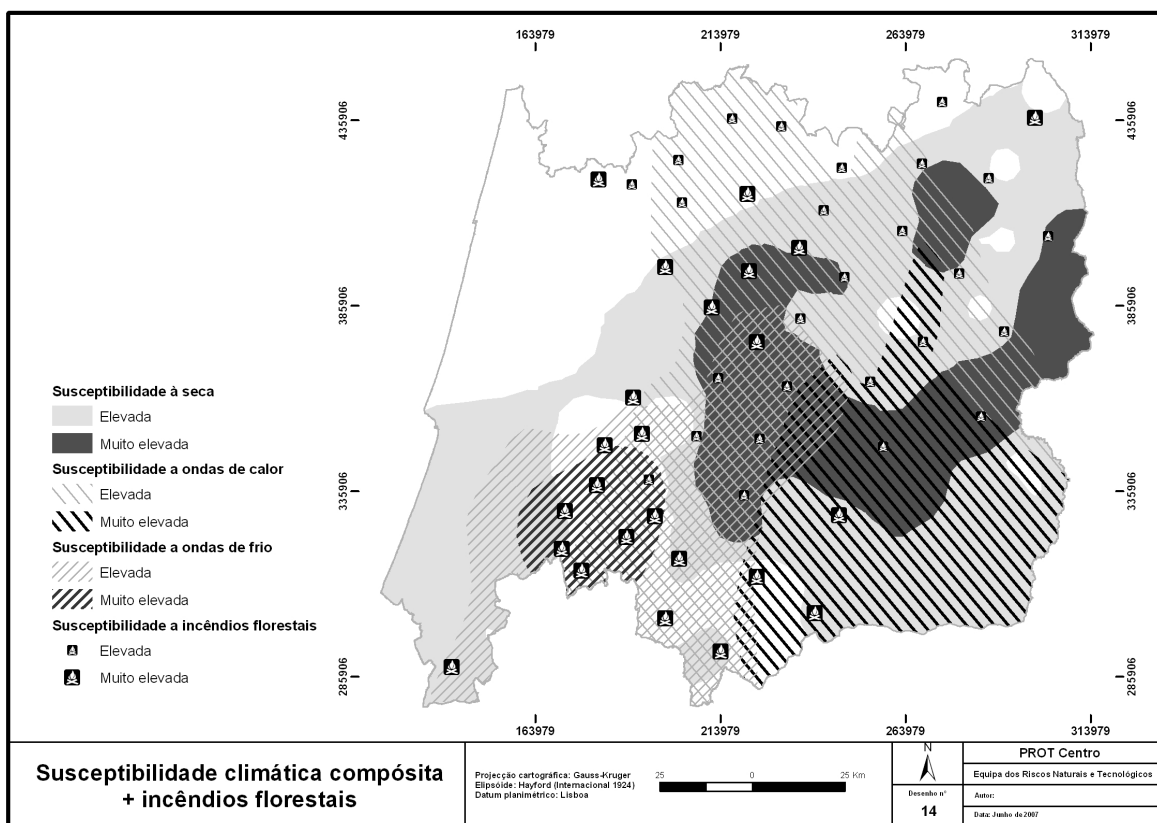 163979 213979 263979 313979
435906 435906
385906 385906
335906 335906
285906 285906
163979 213979 263979 313979
Susceptibilidade à seca
Elevada
Muito elevada
Susceptibilidade a ondas de calor
Elevada
Muito elevada
Susceptibilidade a ondas de frio
Elevada
Muito elevada
Susceptibilidade a incêndios florestais
Elevada
Muito elevada
Susceptibilidade climática compósita
+ incêndios florestais
Projecção cartográfica: Gauss-Kruger
Elipsóide: Hayford (Internacional 1924)
Datum planimétrico: Lisboa
25 0 25 Km
N
Desenho nº
14
PROT Centro
Equipa dos Riscos Naturais e Tecnológicos
Autor:
Data: Junho de 2007